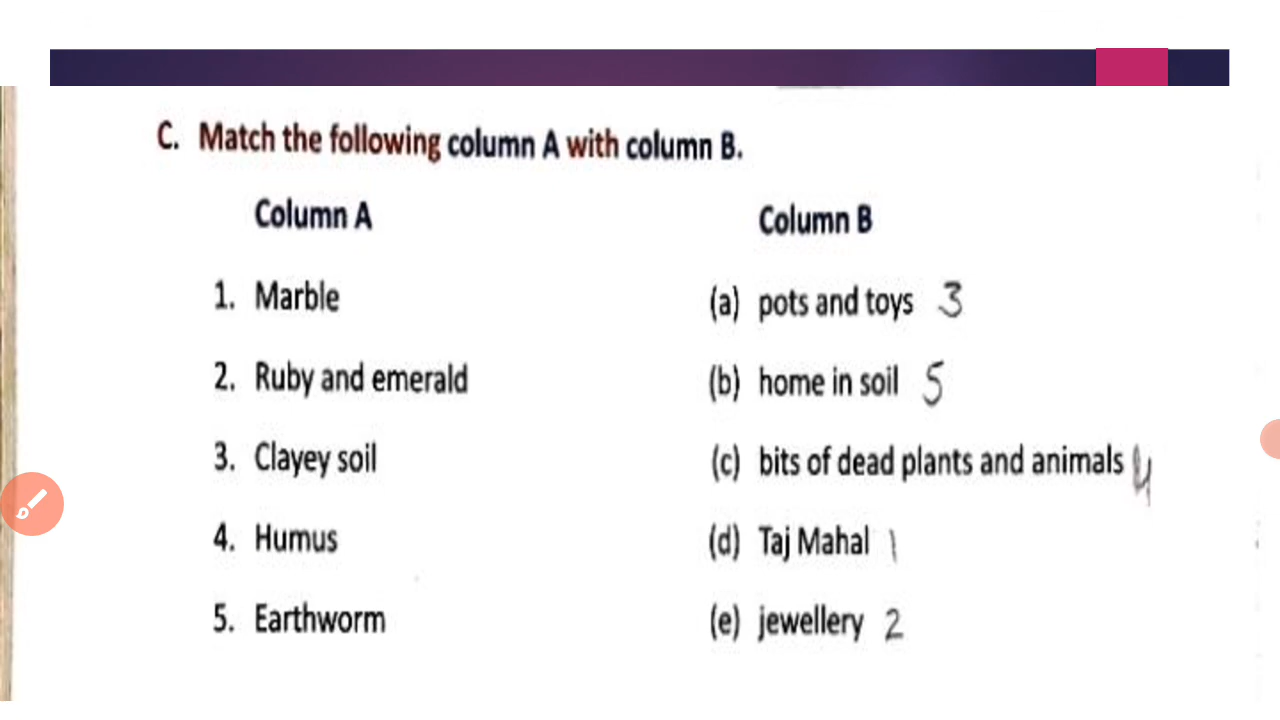 C. Match the following column A with column B.
Column A Column B
1. Marble (a) pots and toys 3
2. Ruby and emerald (b) home in soil 5
3. Clayey soil (c) bits of dead plants and animals 4
4. Humus (d) Taj Mahal 1
5. Earthworm (e) jewellery 2